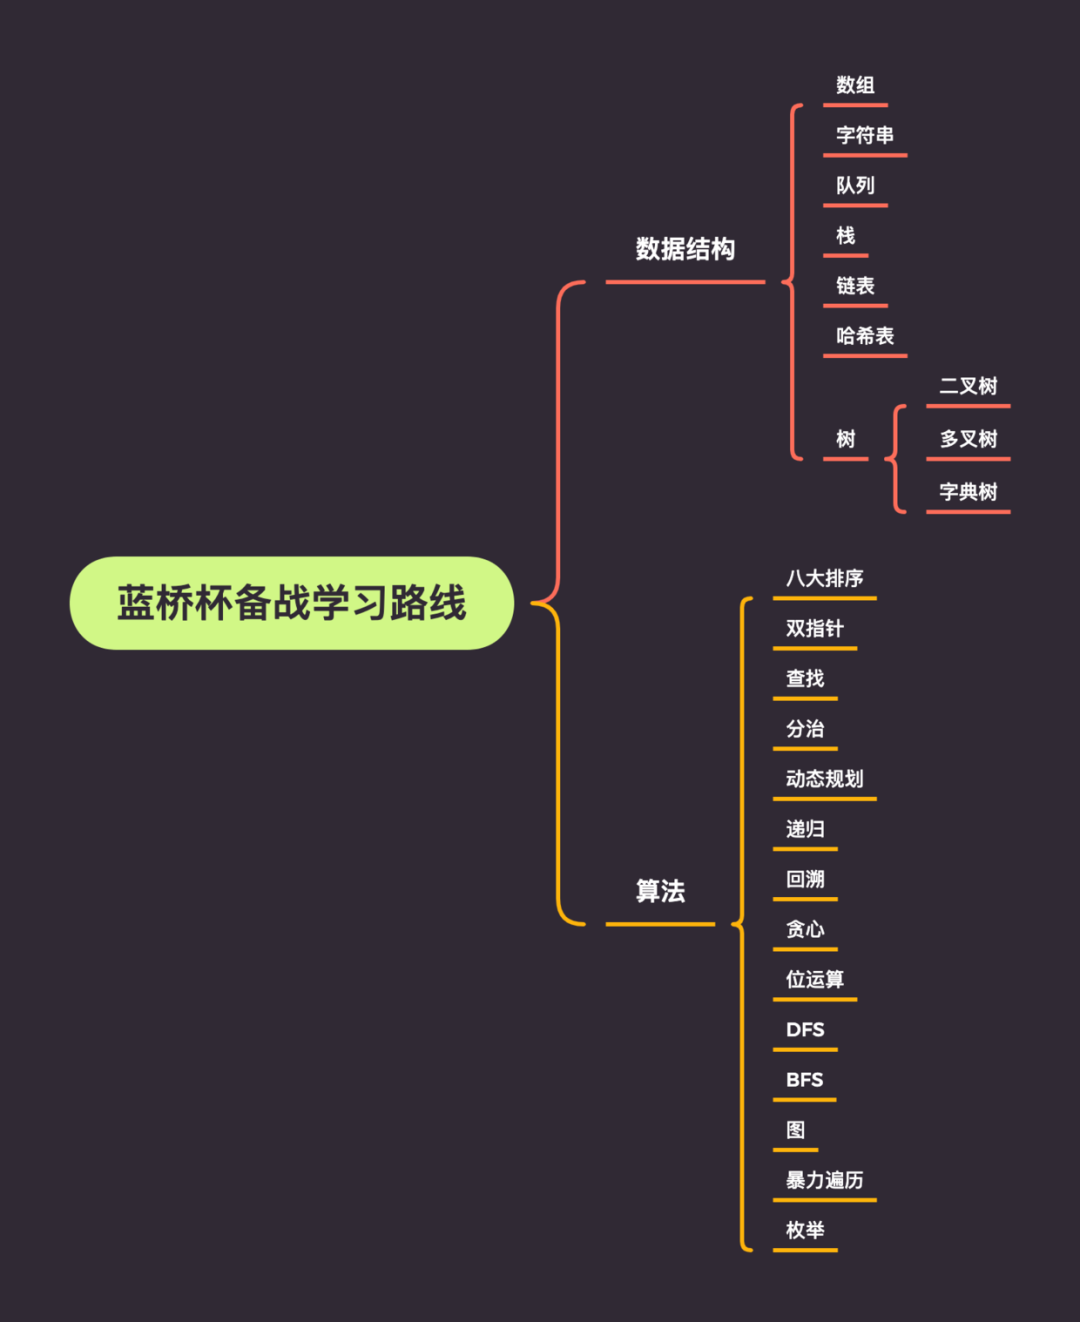 蓝桥杯备战学习路线
数据结构
数组
字符串
队列
栈
链表
哈希表
树
二叉树
多叉树
字典树
算法
八大排序
双指针
查找
分治
动态规划
递归
回溯
贪心
位运算
DFS
BFS
图
暴力遍历
枚举